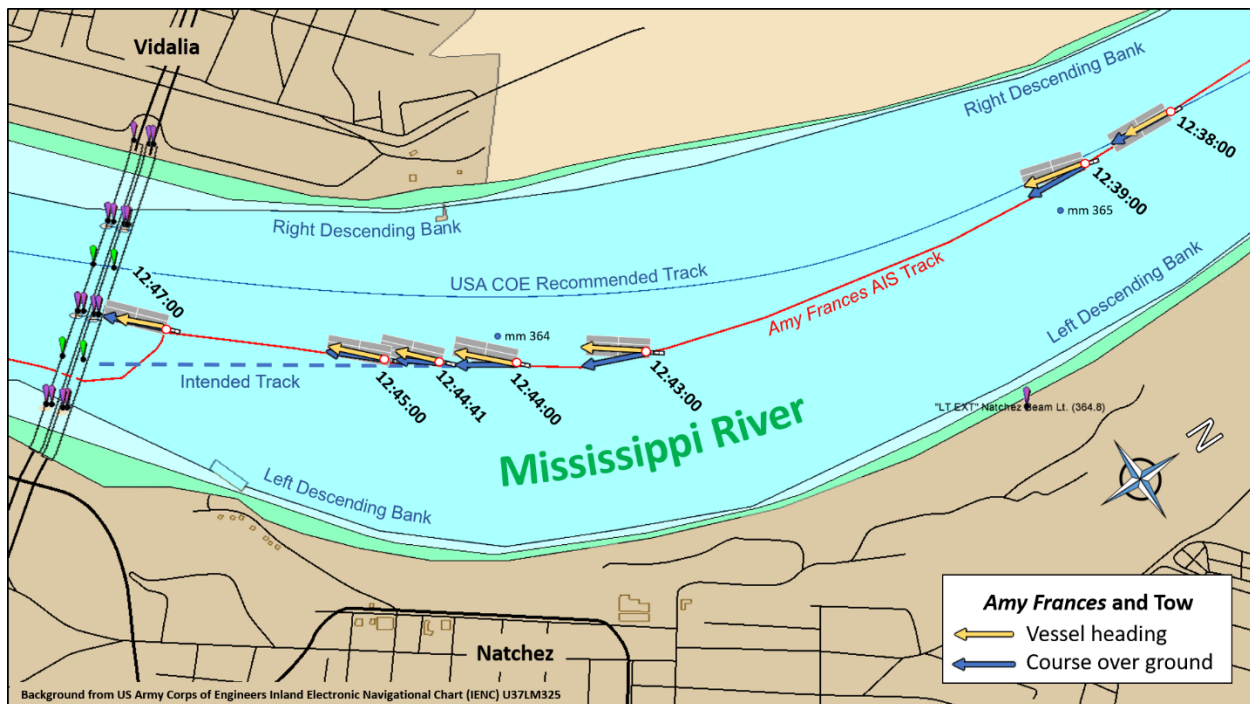 Vidalia
Right Descending Bank
12:38:00
12:39:00
mm 365
Right Descending Bank
USA COE Recommended Track
Amy Frances AIS Track
Left Descending Bank
12:47:00
mm 364
Intended Track
12:45:00
12:44:41
12:44:00
12:43:00
"LT EXT" Natchez Beam Lt. (364.8)
Mississippi River
N
Left Descending Bank
Natchez
Amy Frances and Tow
Vessel heading
Course over ground
Background from US Army Corps of Engineers Inland Electronic Navigational Chart (IENC) U37LM325